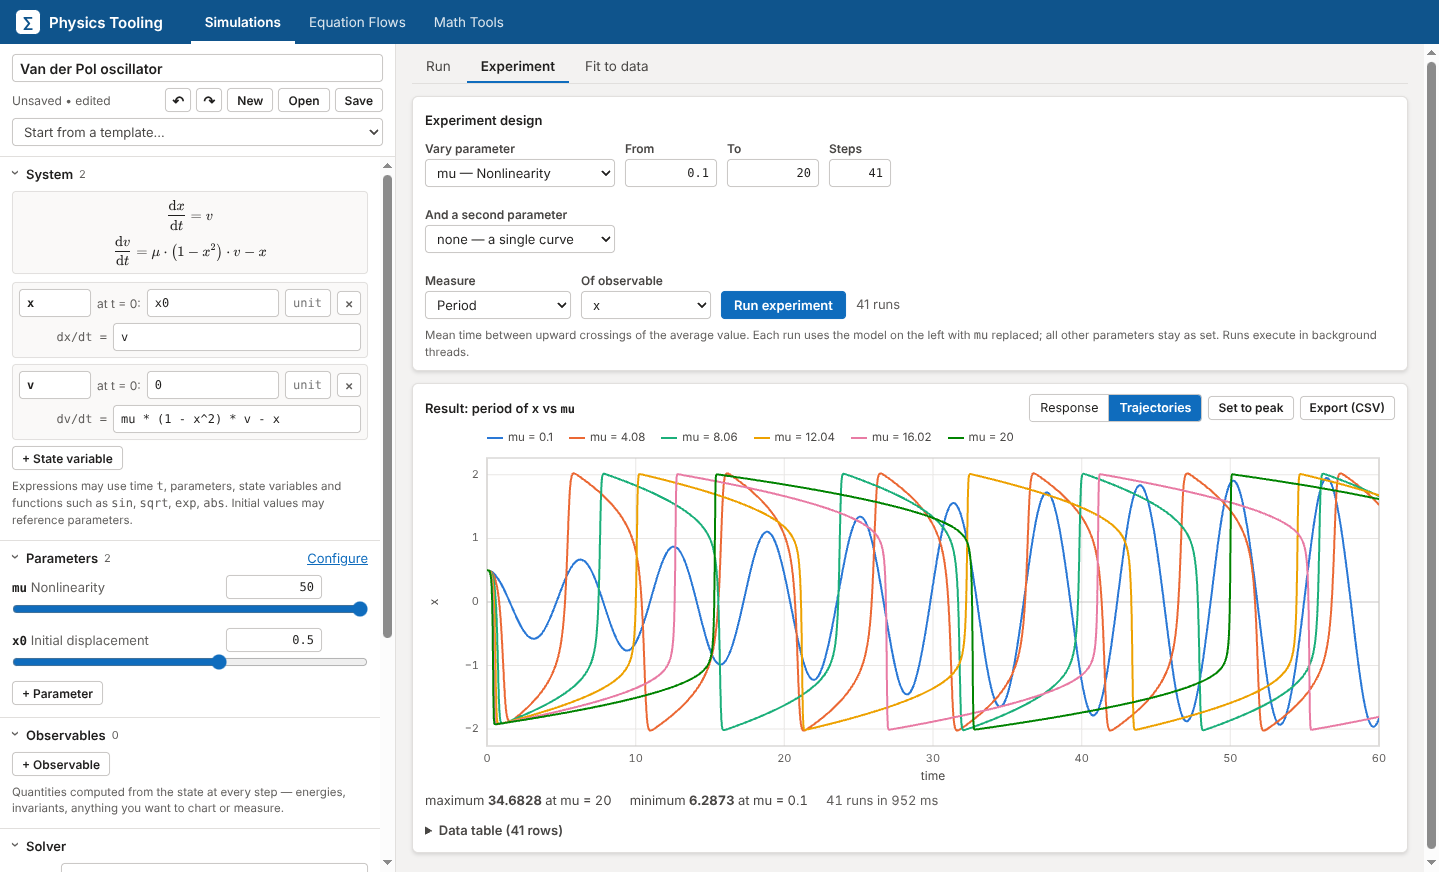 Σ Physics Tooling Simulations Equation Flows Math Tools
Van der Pol oscillator
Unsaved • edited ↶ ↷ New Open Save
Start from a template...
System 2
dx/dt = v
dv/dt = μ · (1 − x²) · v − x
x at t = 0: x0 unit ×
dx/dt = v
v at t = 0: 0 unit ×
dv/dt = mu * (1 - x^2) * v - x
+ State variable
Expressions may use time t, parameters, state variables and
functions such as sin, sqrt, exp, abs. Initial values may
reference parameters.
Parameters 2 Configure
mu Nonlinearity 50
x0 Initial displacement 0.5
+ Parameter
Observables 0
+ Observable
Quantities computed from the state at every step — energies,
invariants, anything you want to chart or measure.
Solver
Run Experiment Fit to data
Experiment design
Vary parameter From To Steps
mu — Nonlinearity 0.1 20 41
And a second parameter
none — a single curve
Measure Of observable
Period x Run experiment 41 runs
Mean time between upward crossings of the average value. Each run uses the model on the left with mu replaced; all other parameters stay as set. Runs execute in background
threads.
Result: period of x vs mu Response Trajectories Set to peak Export (CSV)
mu = 0.1 mu = 4.08 mu = 8.06 mu = 12.04 mu = 16.02 mu = 20
2
1
0
−1
−2
x
0 10 20 30 40 50 60
time
maximum 34.6828 at mu = 20 minimum 6.2873 at mu = 0.1 41 runs in 952 ms
▶ Data table (41 rows)